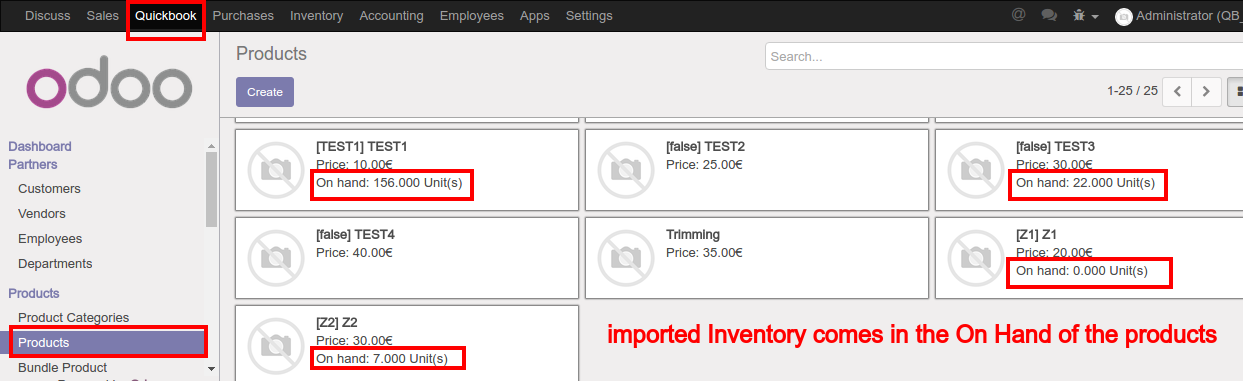 Discuss Sales Quickbook Purchases Inventory Accounting Employees Apps Settings @ Administrator (QB_
odoo
Products
Search...
Create
1-25 / 25
Dashboard
Partners
Customers
Vendors
Employees
Departments
Products
Product Categories
Products
Bundle Product
[TEST1] TEST1
Price: 10.00€
On hand: 156.000 Unit(s)
[false] TEST2
Price: 25.00€
[false] TEST3
Price: 30.00€
On hand: 22.000 Unit(s)
[false] TEST4
Price: 40.00€
Trimming
Price: 35.00€
[Z1] Z1
Price: 20.00€
On hand: 0.000 Unit(s)
[Z2] Z2
Price: 30.00€
On hand: 7.000 Unit(s)
imported Inventory comes in the On Hand of the products